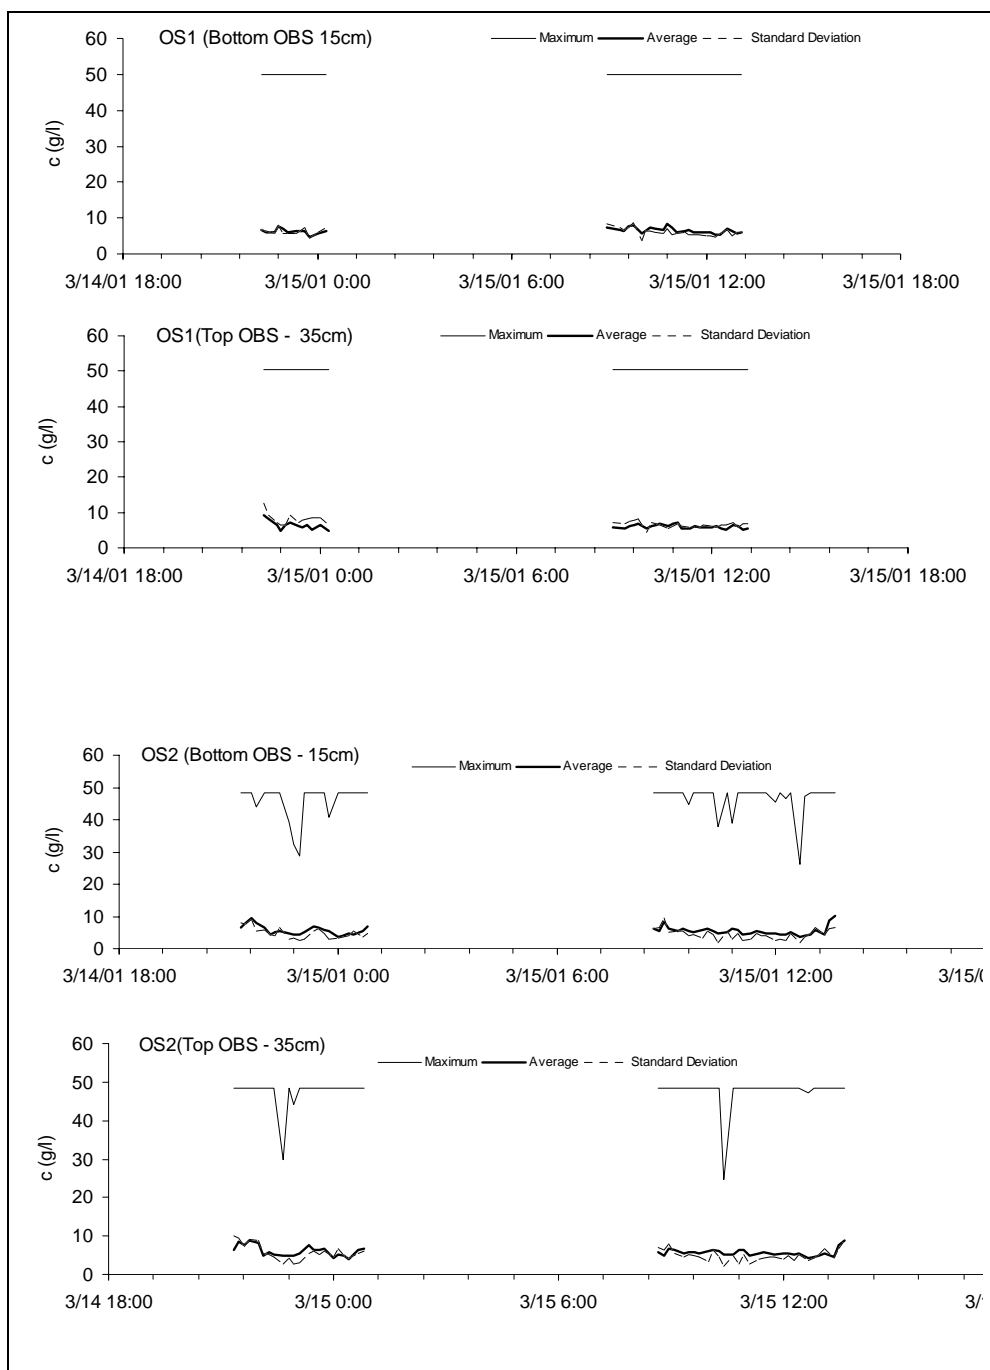 OS1 (Bottom OBS 15cm)
Maximum Average Standard Deviation
60
50
40
30
20
10
0
c (g/l)
3/14/01 18:00 3/15/01 0:00 3/15/01 6:00 3/15/01 12:00 3/15/01 18:00
OS1(Top OBS - 35cm)
Maximum Average Standard Deviation
60
50
40
30
20
10
0
c (g/l)
3/14/01 18:00 3/15/01 0:00 3/15/01 6:00 3/15/01 12:00 3/15/01 18:00
OS2 (Bottom OBS - 15cm)
Maximum Average Standard Deviation
60
50
40
30
20
10
0
c (g/l)
3/14/01 18:00 3/15/01 0:00 3/15/01 6:00 3/15/01 12:00 3/15/0
OS2(Top OBS - 35cm)
Maximum Average Standard Deviation
60
50
40
30
20
10
0
c (g/l)
3/14 18:00 3/15 0:00 3/15 6:00 3/15 12:00 3/